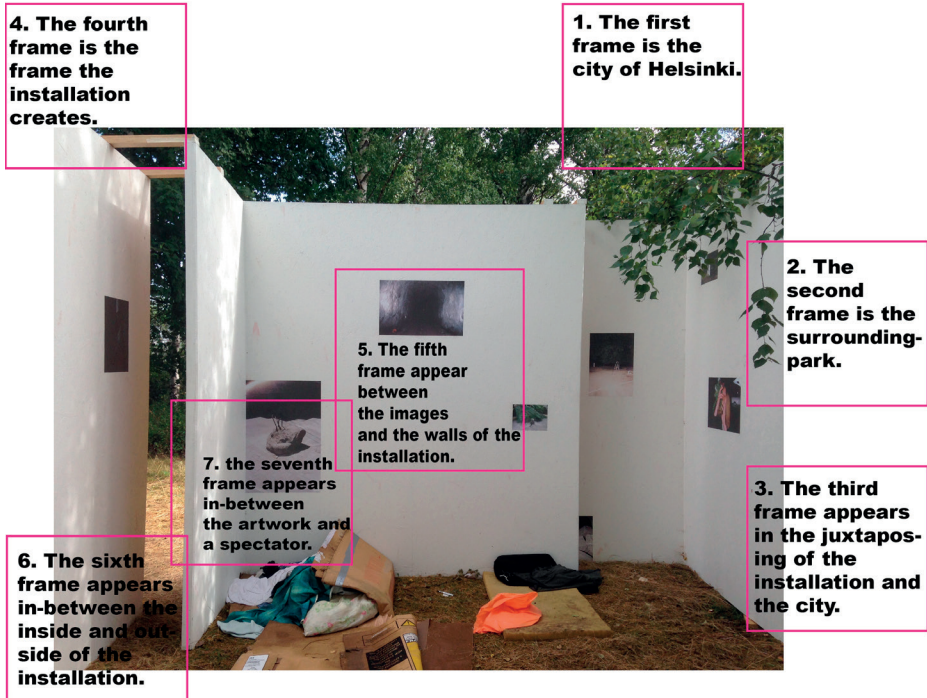 4. The fourth
frame is the
frame the
installation
creates.
1. The first
frame is the
city of Helsinki.
2. The
second
frame is the
surrounding-
park.
5. The fifth
frame appear
between
the images
and the walls of the
installation.
7. the seventh
frame appears
in-between
the artwork and
a spectator.
3. The third
frame appears
in the juxtapos-
ing of the
installation and
the city.
6. The sixth
frame appears
in-between the
inside and out-
side of the
installation.